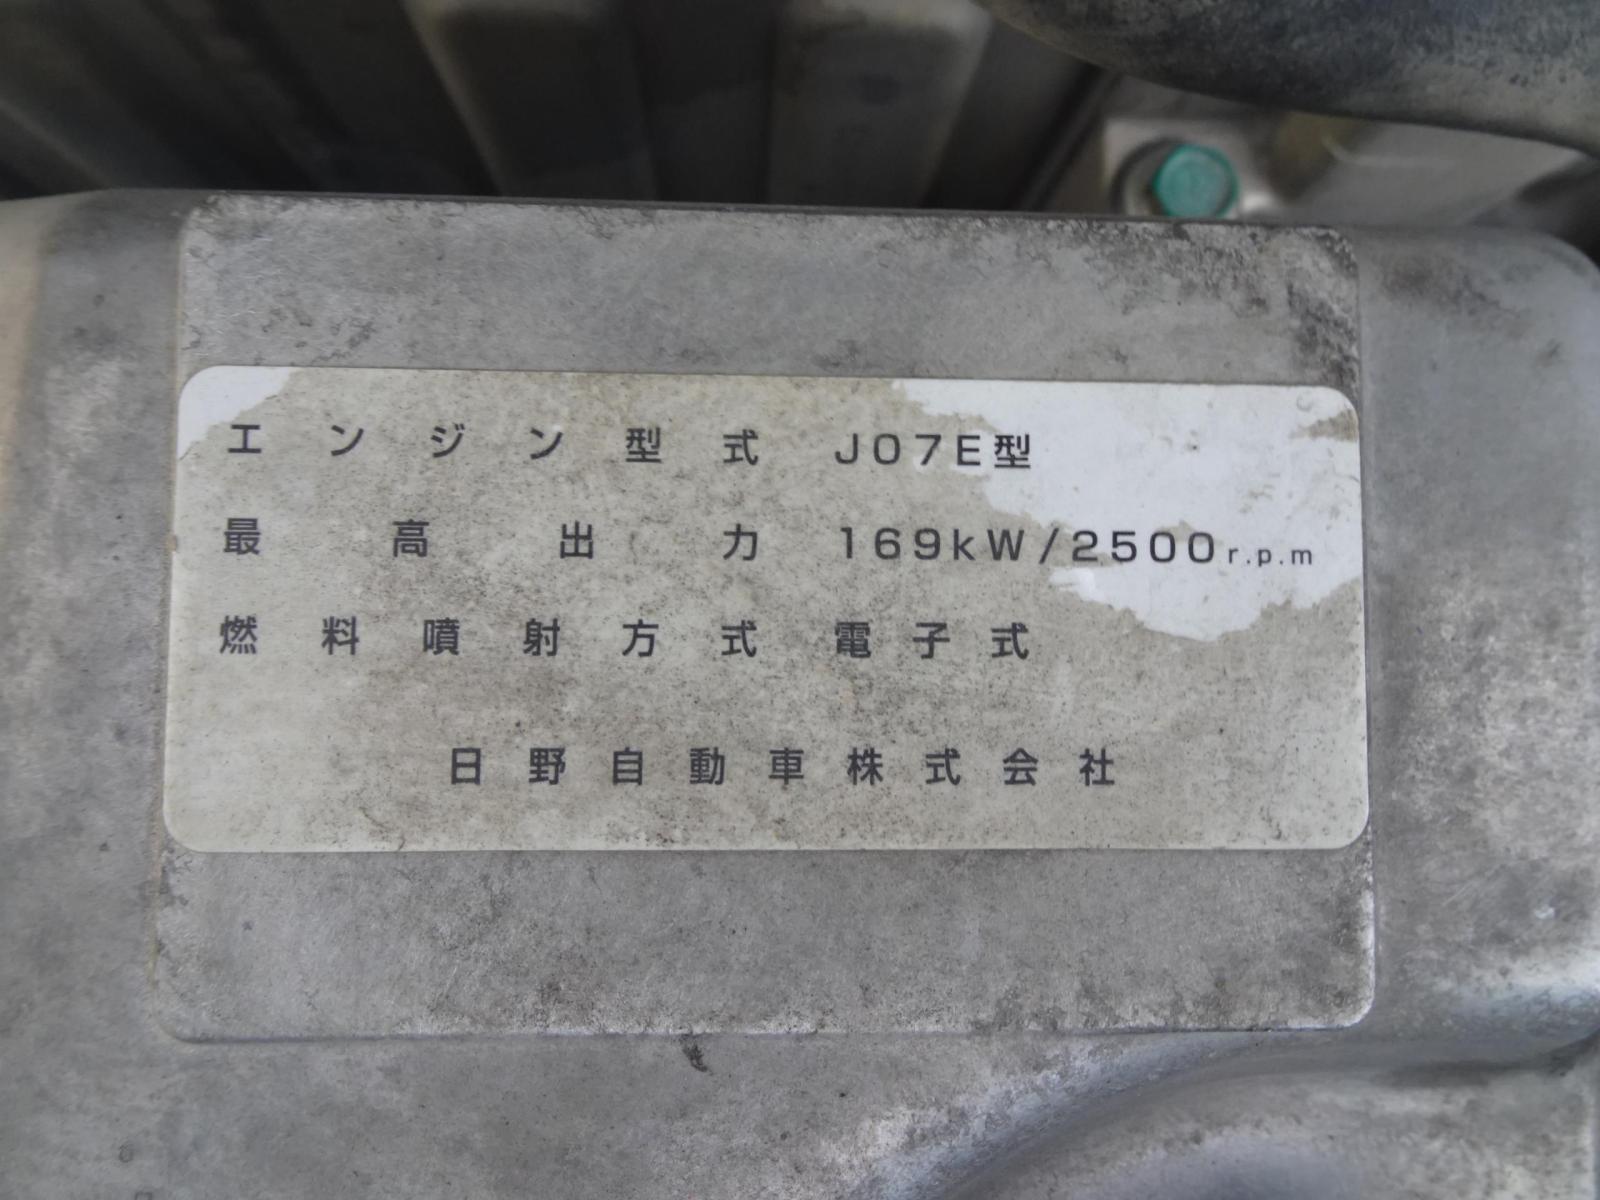 エンジン型式 J07E型
最高出力 169kW/2500r.p.m
燃料噴射方式 電子式
日野自動車株式会社